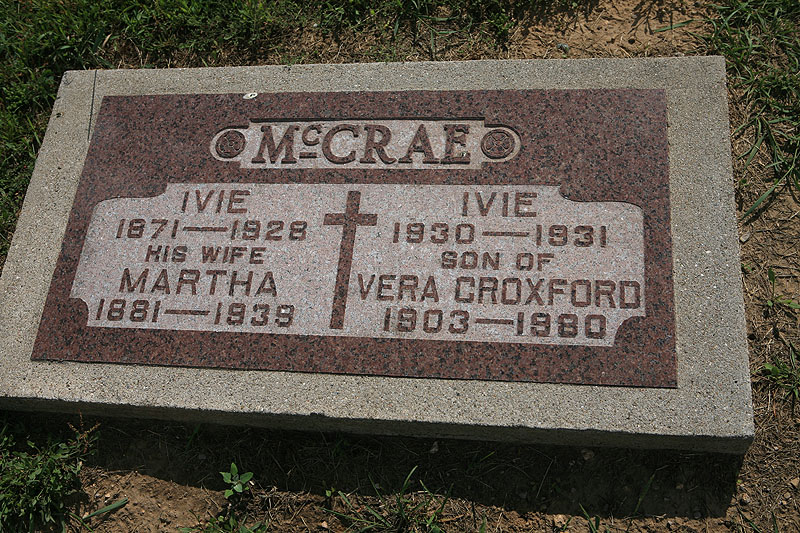 McCRAE
IVIE
1871—1928
HIS WIFE
MARTHA
1881—1939
IVIE
1930—1931
SON OF
VERA CROXFORD
1903—1980